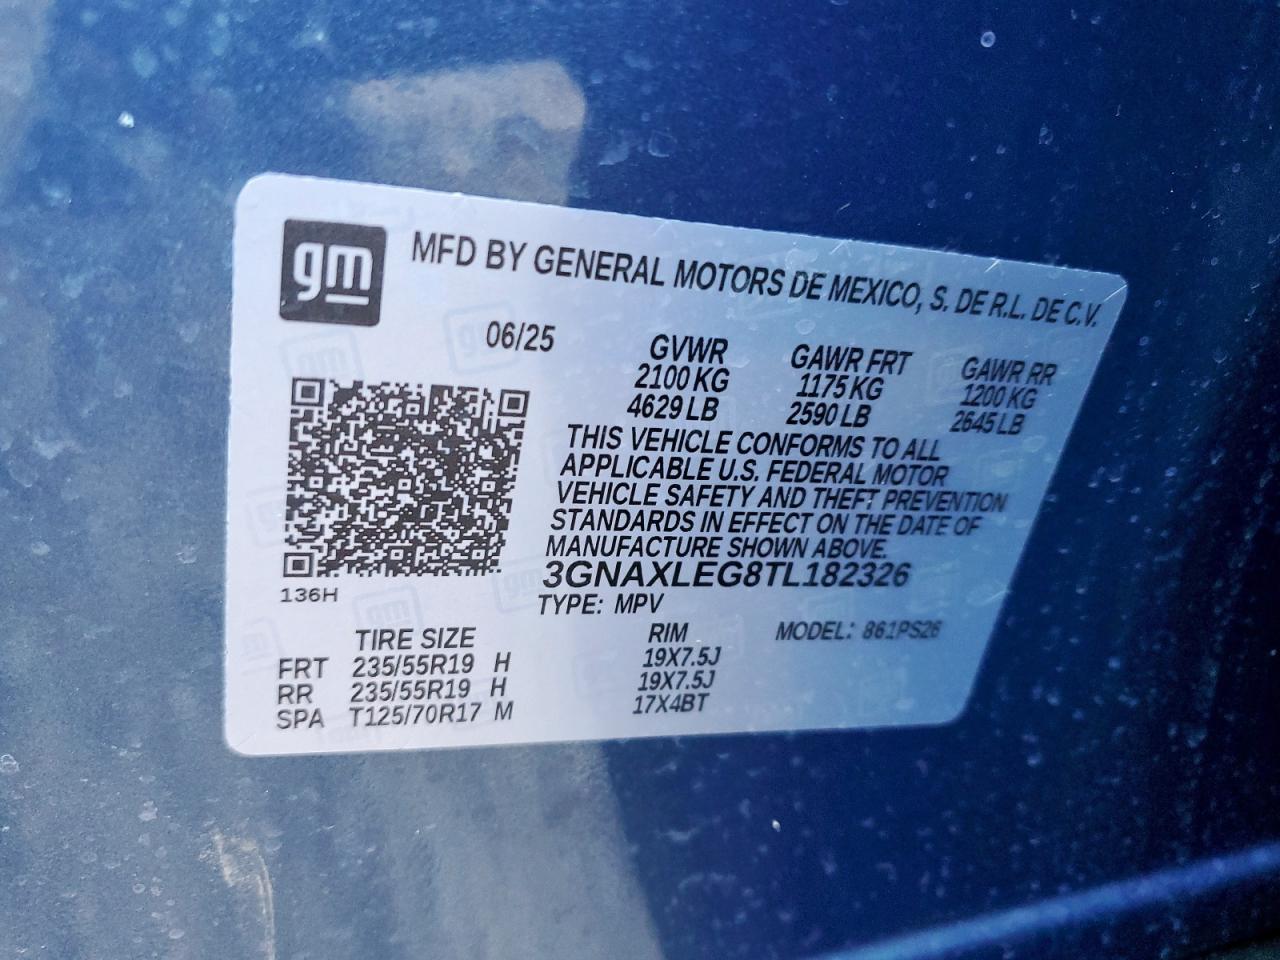 gm
MFD BY GENERAL MOTORS DE MEXICO, S. DE R.L. DE C.V.
06/25
GVWR GAWR FRT GAWR RR
2100 KG 1175 KG 1200 KG
4629 LB 2590 LB 2645 LB
THIS VEHICLE CONFORMS TO ALL
APPLICABLE U.S. FEDERAL MOTOR
VEHICLE SAFETY AND THEFT PREVENTION
STANDARDS IN EFFECT ON THE DATE OF
MANUFACTURE SHOWN ABOVE.
3GNAXLEG8TL182326
136H
TYPE: MPV
TIRE SIZE RIM MODEL: 861PS26
FRT 235/55R19 H 19X7.5J
RR 235/55R19 H 19X7.5J
SPA T125/70R17 M 17X4BT